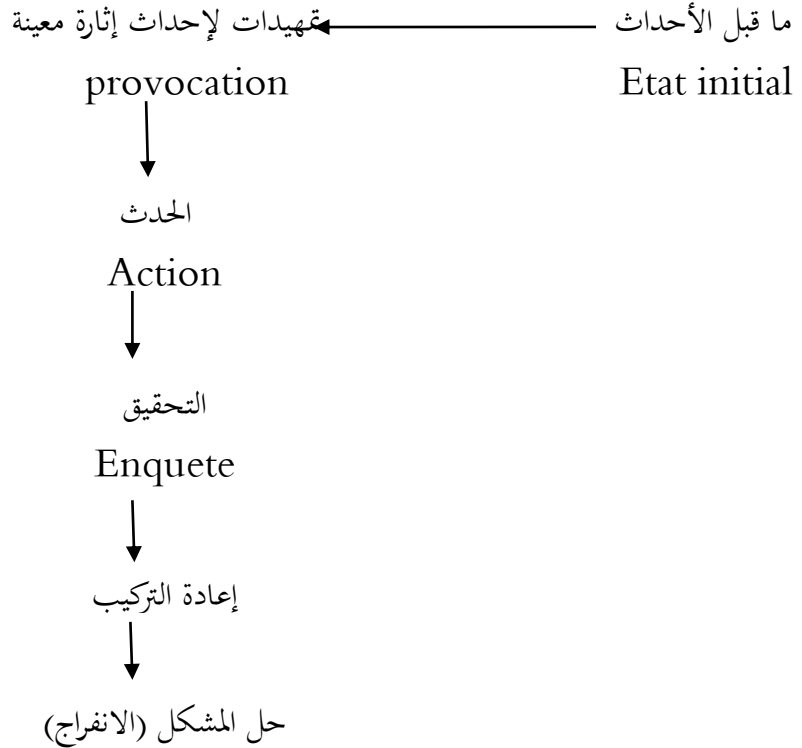 ما قبل الأحداث
تمهيدات لإحداث إثارة معينة
Etat initial
provocation
الحدث
Action
التحقيق
Enquete
إعادة التركيب
حل المشكل (الانفراج)